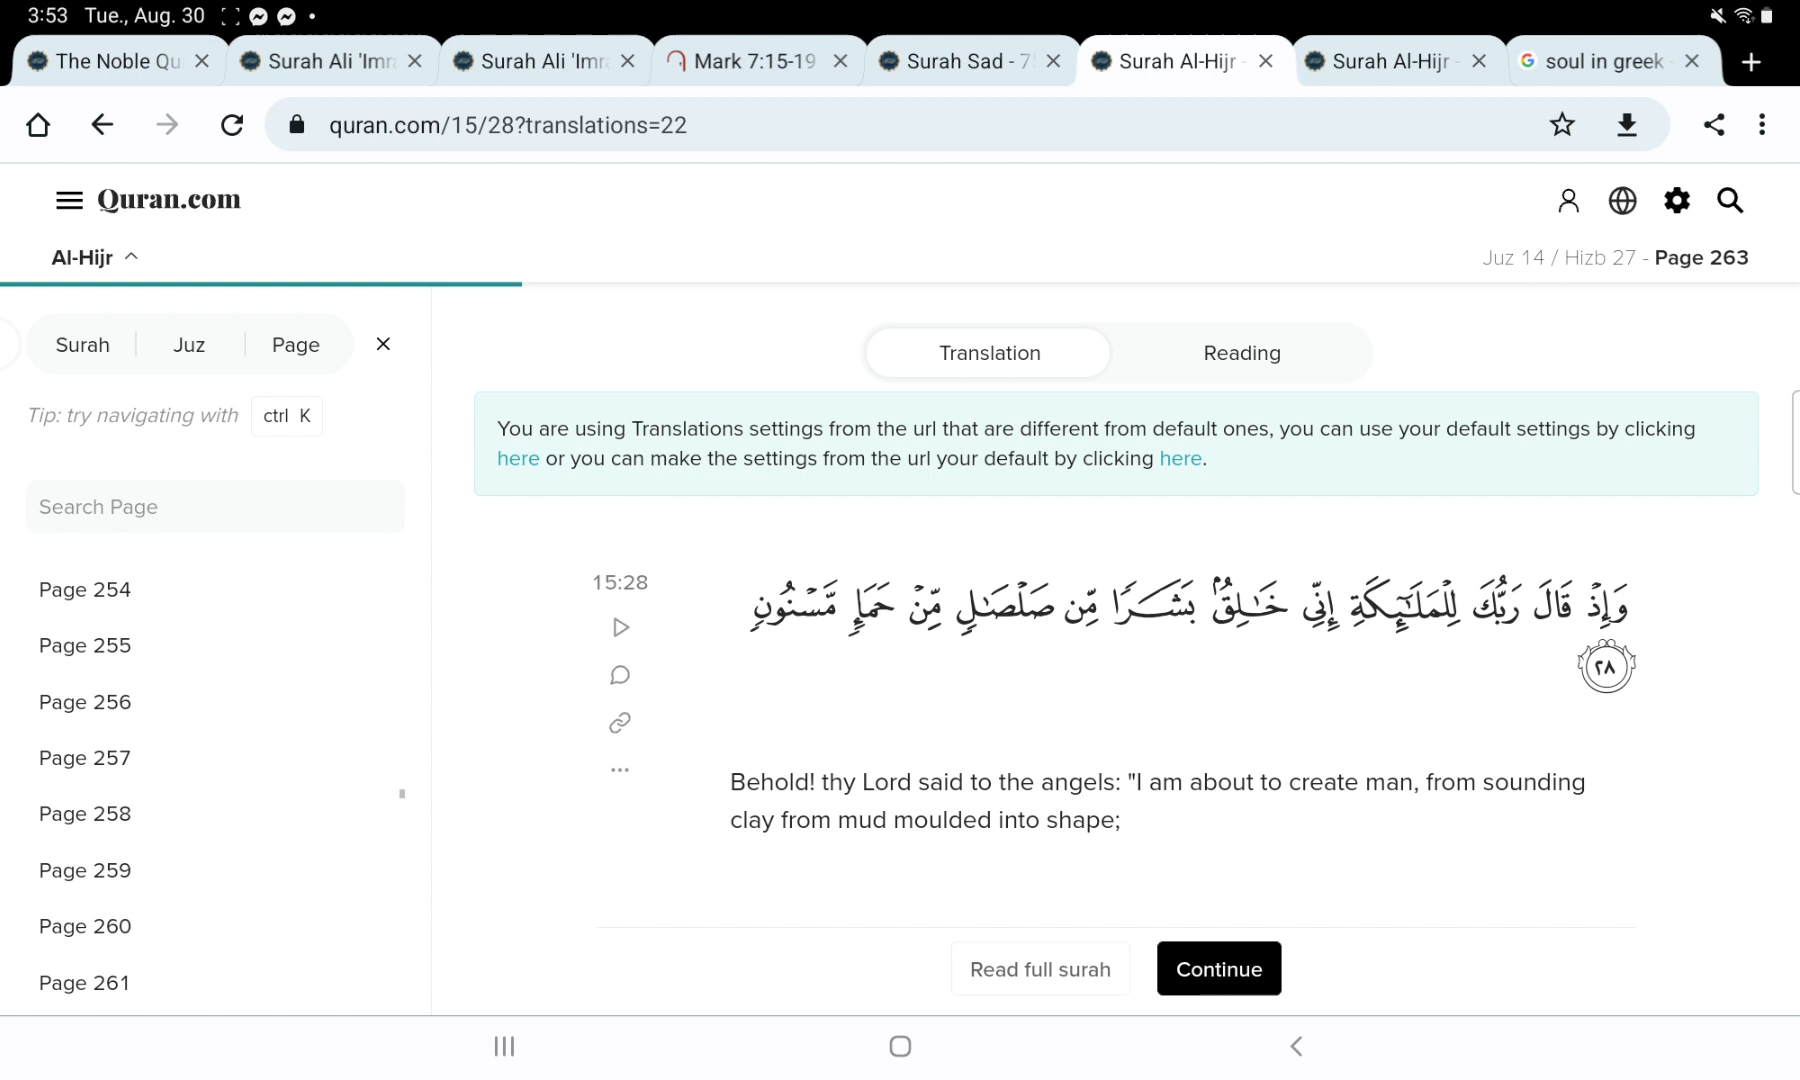 3:53 Tue., Aug. 30
The Noble Qu
Surah Ali 'Imr
Surah Ali 'Imr
Mark 7:15-19
Surah Sad - 7
Surah Al-Hijr -
Surah Al-Hijr -
soul in greek -
quran.com/15/28?translations=22
Quran.com
Al-Hijr
Juz 14 / Hizb 27 - Page 263
Surah
Juz
Page
Tip: try navigating with ctrl K
Search Page
Page 254
Page 255
Page 256
Page 257
Page 258
Page 259
Page 260
Page 261
Translation
Reading
You are using Translations settings from the url that are different from default ones, you can use your default settings by clicking
here or you can make the settings from the url your default by clicking here.
15:28
وَإِذۡ قَالَ رَبُّكَ لِلۡمَلَـٰٓئِكَةِ إِنِّی خَـٰلِقُۢ بَشَرࣰا مِّن صَلۡصَـٰلࣲ مِّنۡ حَمَإࣲ مَّسۡنُونࣲ
٢٨
Behold! thy Lord said to the angels: "I am about to create man, from sounding
clay from mud moulded into shape;
Read full surah
Continue